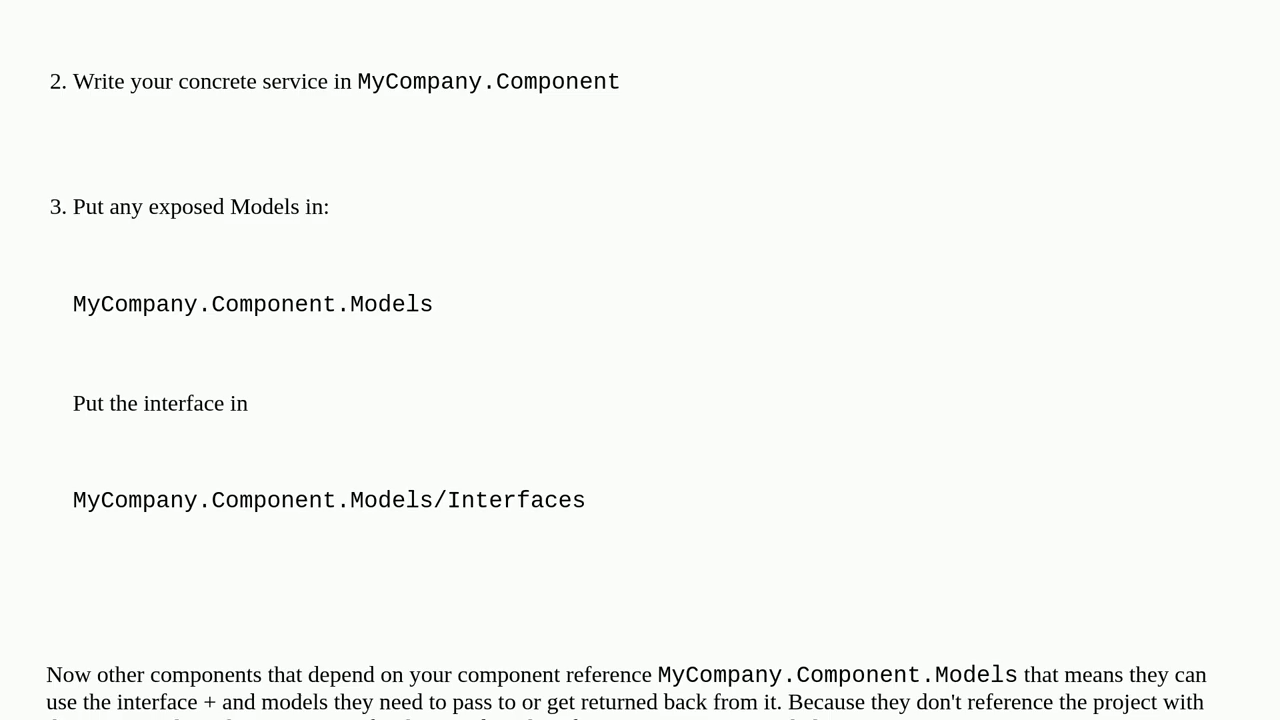 2. Write your concrete service in MyCompany.Component
3. Put any exposed Models in:
MyCompany.Component.Models
Put the interface in
MyCompany.Component.Models/Interfaces
Now other components that depend on your component reference MyCompany.Component.Models that means they can
use the interface + and models they need to pass to or get returned back from it. Because they don't reference the project with